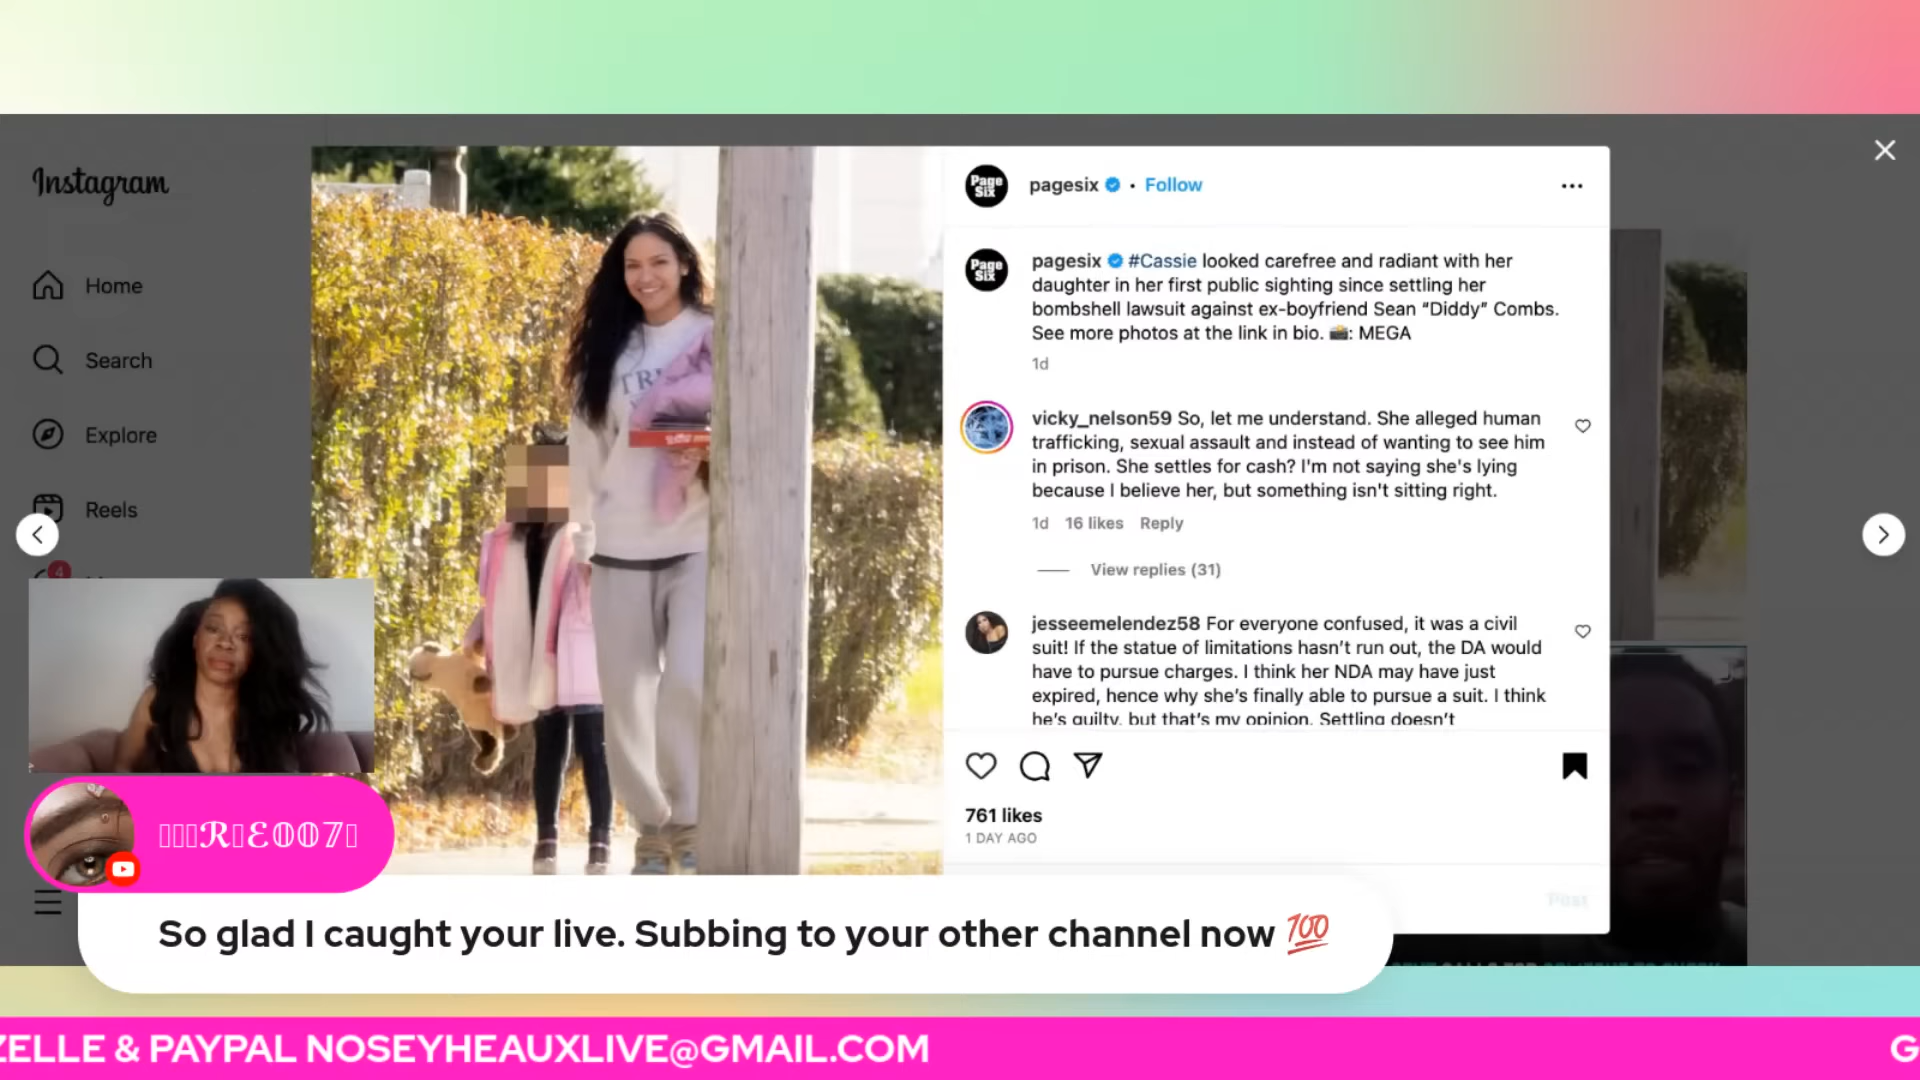 Instagram
Home
Search
Explore
Reels
4
Page
Six
pagesix • Follow
Page
Six
pagesix #Cassie looked carefree and radiant with her
daughter in her first public sighting since settling her
bombshell lawsuit against ex-boyfriend Sean “Diddy” Combs.
See more photos at the link in bio. 📸: MEGA
1d
vicky_nelson59 So, let me understand. She alleged human
trafficking, sexual assault and instead of wanting to see him
in prison. She settles for cash? I'm not saying she's lying
because I believe her, but something isn't sitting right.
1d 16 likes Reply
View replies (31)
jesseemelendez58 For everyone confused, it was a civil
suit! If the statue of limitations hasn’t run out, the DA would
have to pursue charges. I think her NDA may have just
expired, hence why she’s finally able to pursue a suit. I think
he’s guilty, but that’s my opinion. Settling doesn’t
761 likes
1 DAY AGO
Post
ℛℰ𝟘𝟘𝟟
So glad I caught your live. Subbing to your other channel now 💯
ZELLE & PAYPAL NOSEYHEAUXLIVE@GMAIL.COM
G